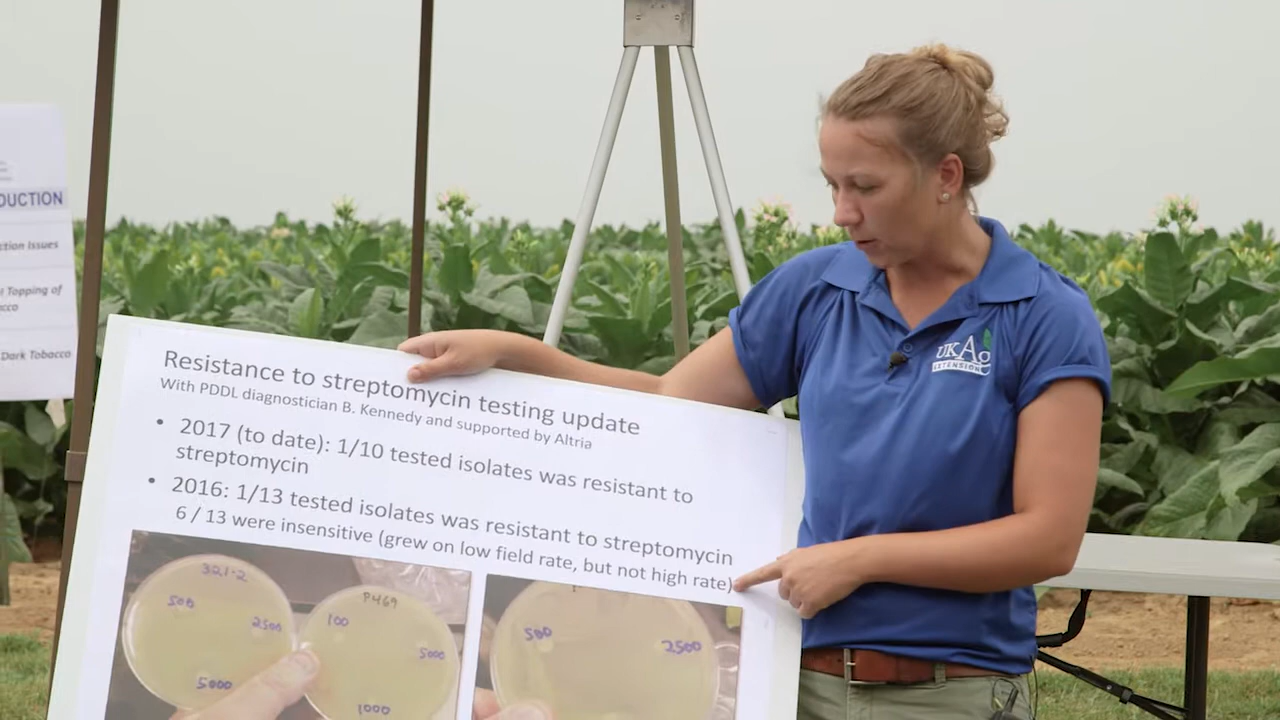 DUCTION
ction Issues
l Topping of
cco
Dark Tobacco
Resistance to streptomycin testing update
With PDDL diagnostician B. Kennedy and supported by Altria
• 2017 (to date): 1/10 tested isolates was resistant to
streptomycin
• 2016: 1/13 tested isolates was resistant to streptomycin
6 / 13 were insensitive (grew on low field rate, but not high rate)
321-2
500
2500
5000
P469
100
5000
1000
500
2500
UKAg
EXTENSION